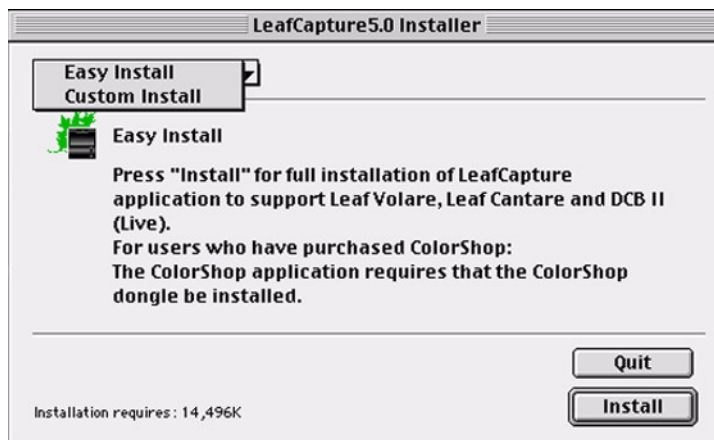 LeafCapture5.0 Installer
Easy Install
Custom Install
Easy Install
Press "Install" for full installation of LeafCapture
application to support Leaf Volare, Leaf Cantare and DCB II
(Live).
For users who have purchased ColorShop:
The ColorShop application requires that the ColorShop
dongle be installed.
Quit
Installation requires: 14,496K
Install